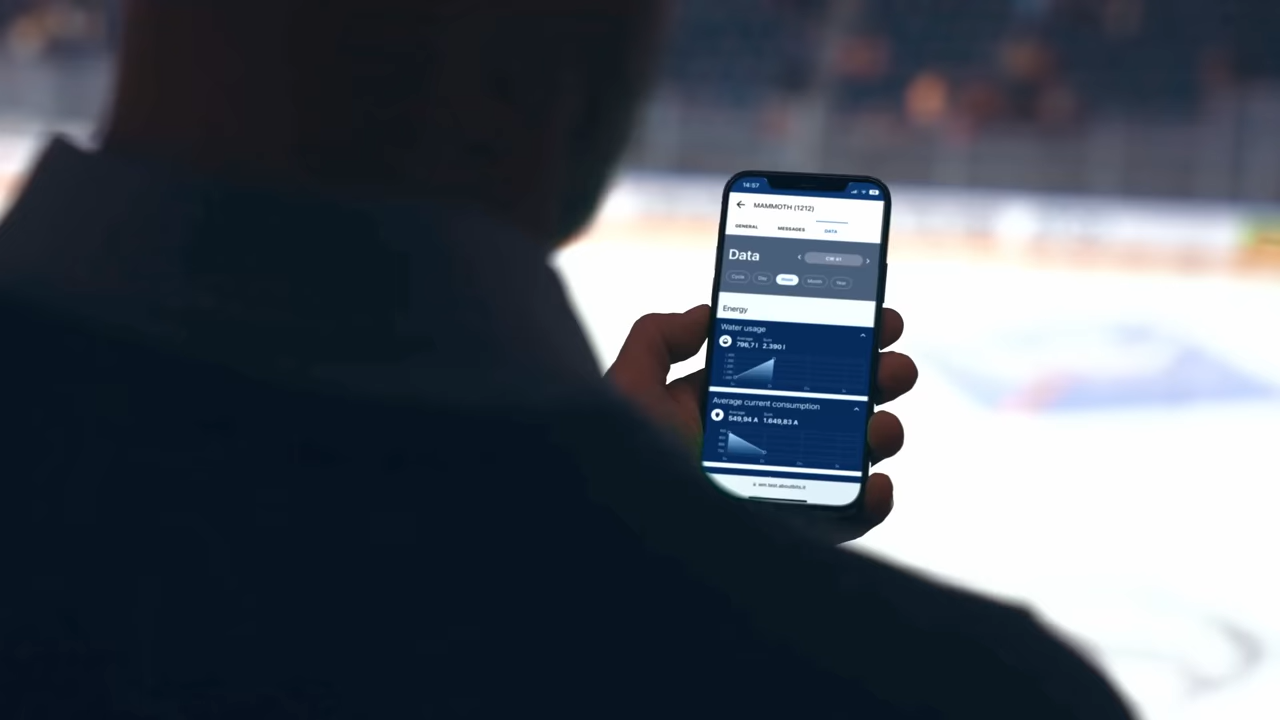 14:57
MAMMOTH (1212)
GENERAL MESSAGES DATA
Data
CW 41
Cycle Day Week Month Year
Energy
Water usage
Average Sum
796,7 l 2.390 l
Average current consumption
Average Sum
549,94 A 1.649,83 A